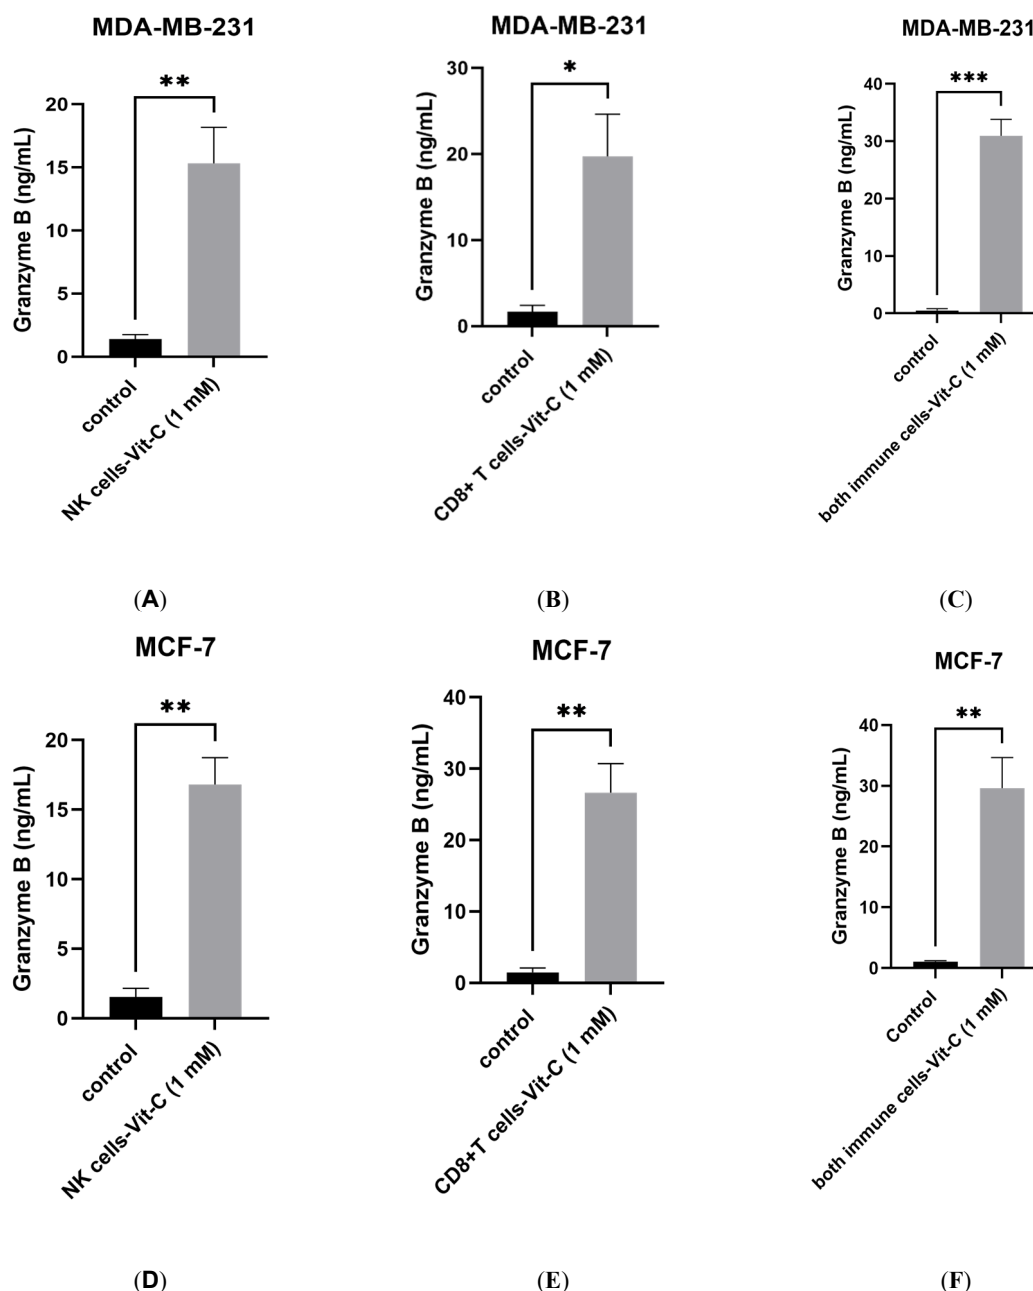 MDA-MB-231
**
Granzyme B (ng/mL)
20
15
10
5
0
control
NK cells-Vit-C (1 mM)
(A)
MDA-MB-231
*
Granzyme B (ng/mL)
30
20
10
0
control
CD8+ T cells-Vit-C (1 mM)
(B)
MDA-MB-231
***
Granzyme B (ng/mL)
40
30
20
10
0
control
both immune cells-Vit-C (1 mM)
(C)
MCF-7
**
Granzyme B (ng/mL)
20
15
10
5
0
control
NK cells-Vit-C (1 mM)
(D)
MCF-7
**
Granzyme B (ng/mL)
40
30
20
10
0
control
CD8+T cells-Vit-C (1 mM)
(E)
MCF-7
**
Granzyme B (ng/mL)
40
30
20
10
0
Control
both immune cells-Vit-C (1 mM)
(F)